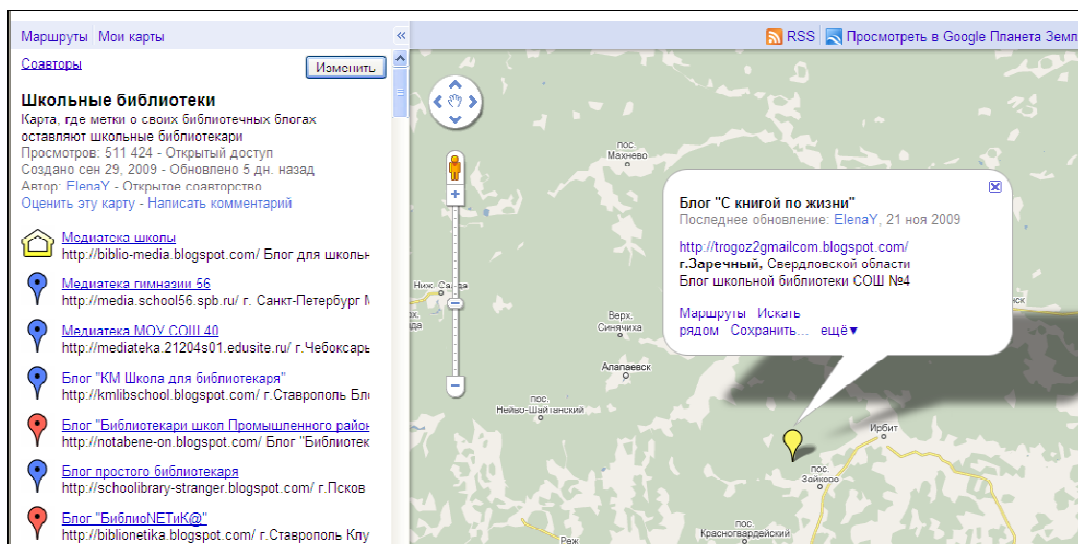 Маршруты Мои карты
«
RSS Просмотреть в Google Планета Земл
Соавторы
Изменить
Школьные библиотеки
Карта, где метки о своих библиотечных блогах
оставляют школьные библиотекари
Просмотров: 511 424 - Открытый доступ
Создано сен 29, 2009 - Обновлено 5 дн. назад
Автор: ElenaY - Открытое соавторство
Оценить эту карту - Написать комментарий
Медиатека школы
http://biblio-media.blogspot.com/ Блог для школьн
Медиатека гимназии 56
http://media.school56.spb.ru/ г. Санкт-Петербург М
Медиатека МОУ СОШ 40
http://mediateka.21204s01.edusite.ru/ г.Чебоксары
Блог "КМ Школа для библиотекаря"
http://kmlibschool.blogspot.com/ г.Ставрополь Бло
Блог "Библиотекари школ Промышленного район
http://notabene-on.blogspot.com/ Блог "Библиотек
Блог простого библиотекаря
http://schoolibrary-stranger.blogspot.com/ г.Псков
Блог "БиблиоNETиК@"
http://biblionetika.blogspot.com/ г.Ставрополь Клу
пос.
Махнево
Блог "С книгой по жизни"
Последнее обновление: ElenaY, 21 ноя 2009
http://trogoz2gmailcom.blogspot.com/
г.Заречный, Свердловской области
Блог школьной библиотеки СОШ №4
Маршруты Искать
рядом Сохранить... ещё▼
Ниж. Салда
Верх.
Синячиха
Алапаевск
пос.
Нейво-Шайтанский
Ирбит
пос.
Зайково
пос.
Красногвардейский
Реж